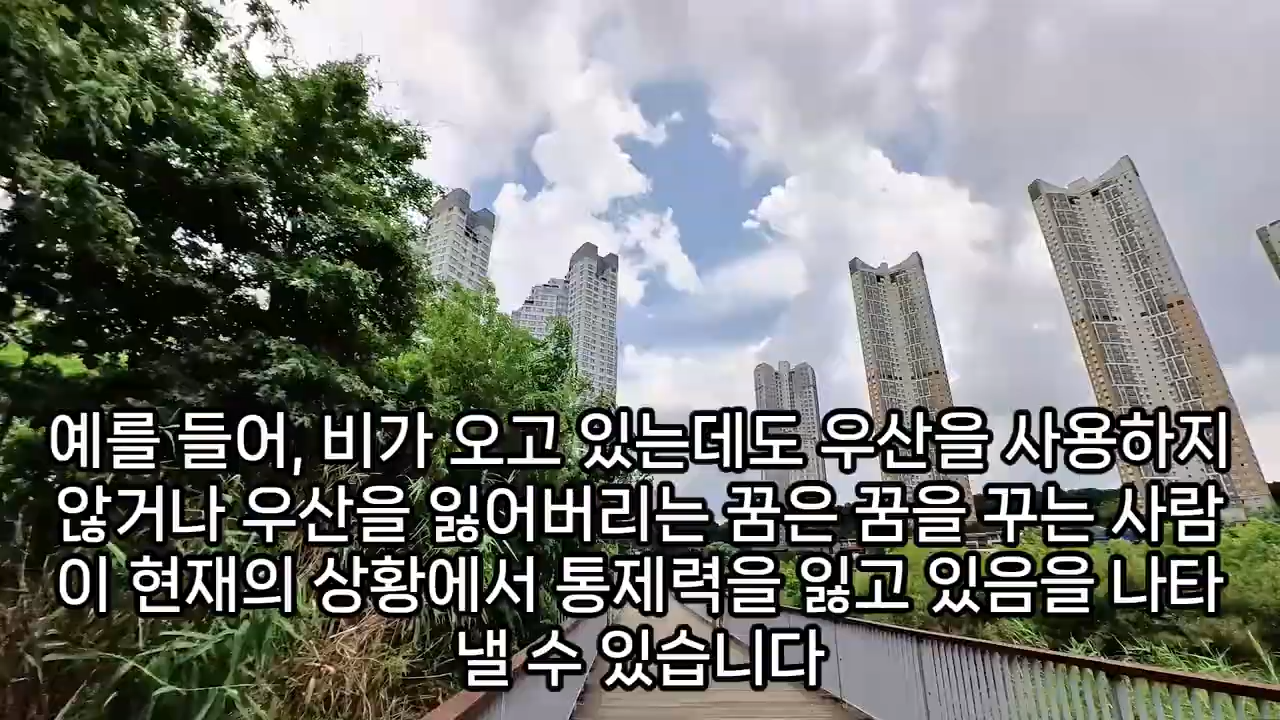 예를 들어, 비가 오고 있는데도 우산을 사용하지
않거나 우산을 잃어버리는 꿈은 꿈을 꾸는 사람
이 현재의 상황에서 통제력을 잃고 있음을 나타
낼 수 있습니다